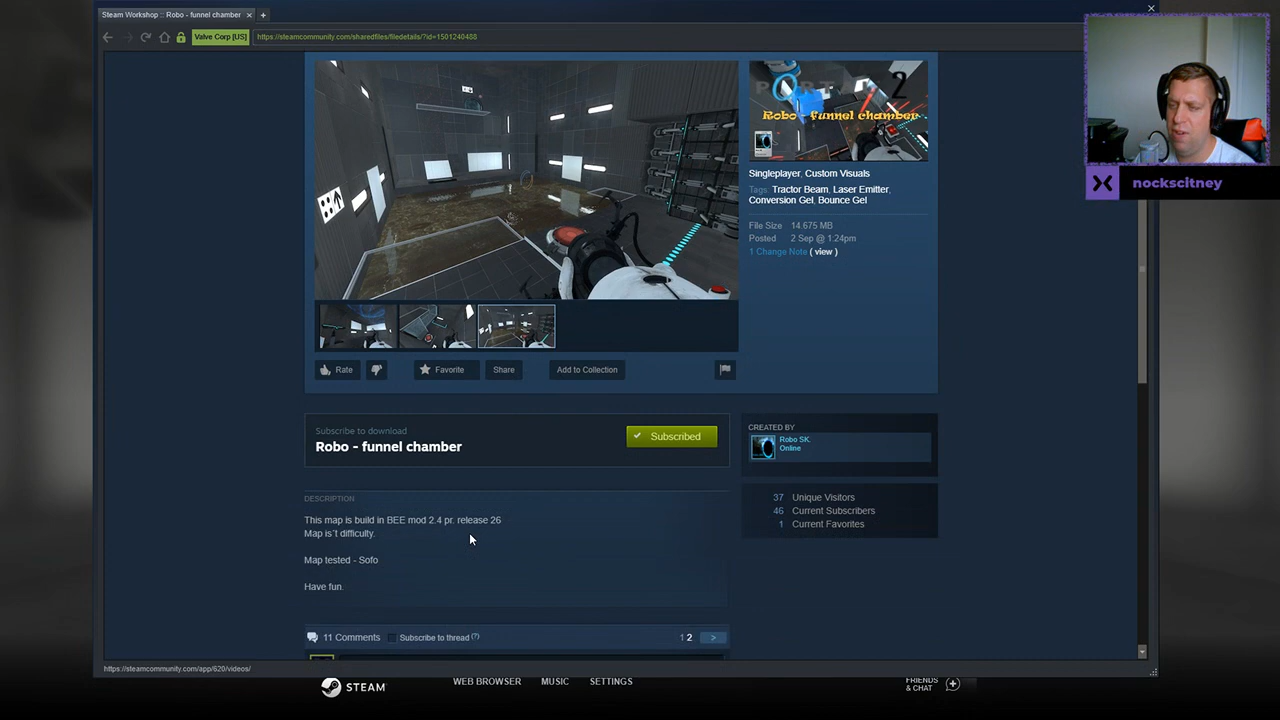 Steam Workshop :: Robo - funnel chamber
Valve Corp [US]
https://steamcommunity.com/sharedfiles/filedetails/?id=1501240488
PORTAL 2
Robo - funnel chamber
Singleplayer, Custom Visuals
Tags: Tractor Beam, Laser Emitter,
Conversion Gel, Bounce Gel
File Size 14.675 MB
Posted 2 Sep @ 1:24pm
1 Change Note ( view )
nockscitney
Rate
Favorite
Share
Add to Collection
Subscribe to download
Robo - funnel chamber
Subscribed
CREATED BY
Robo SK
Online
DESCRIPTION
This map is build in BEE mod 2.4 pr. release 26
Map is´t difficulty.
Map tested - Sofo
Have fun.
37 Unique Visitors
46 Current Subscribers
1 Current Favorites
11 Comments
Subscribe to thread (?)
1 2 >
https://steamcommunity.com/app/620/videos/
STEAM
WEB BROWSER
MUSIC
SETTINGS
FRIENDS
& CHAT